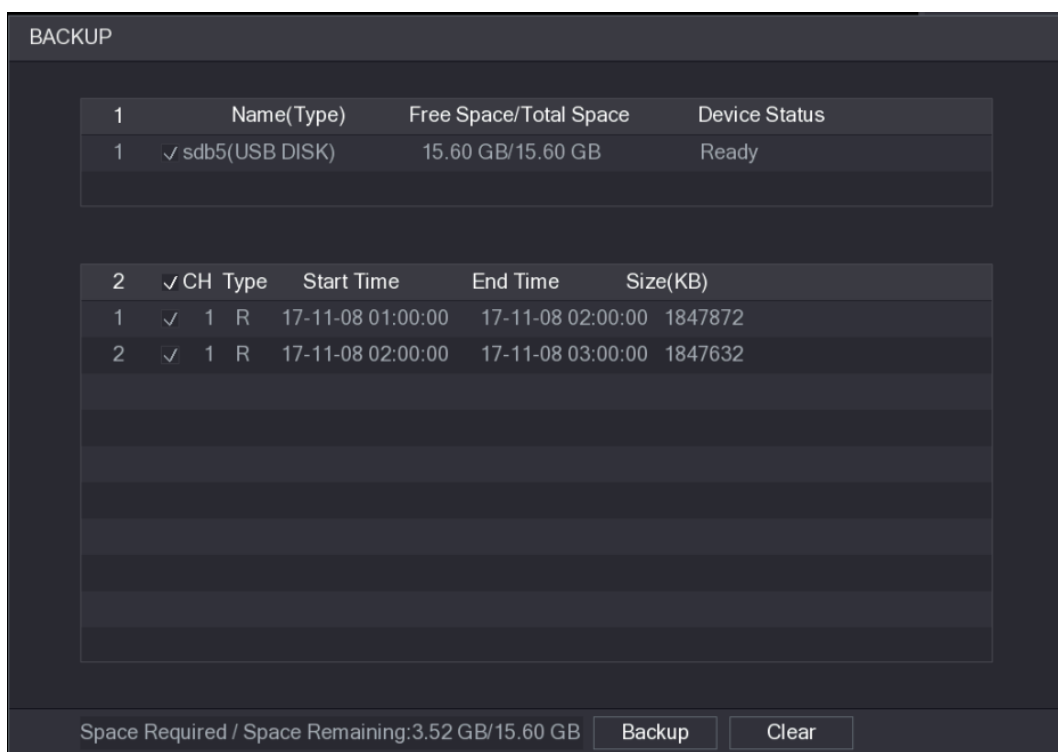 BACKUP
1 Name(Type) Free Space/Total Space Device Status
1 sdb5(USB DISK) 15.60 GB/15.60 GB Ready
2 CH Type Start Time End Time Size(KB)
1 1 R 17-11-08 01:00:00 17-11-08 02:00:00 1847872
2 1 R 17-11-08 02:00:00 17-11-08 03:00:00 1847632
Space Required / Space Remaining:3.52 GB/15.60 GB Backup Clear